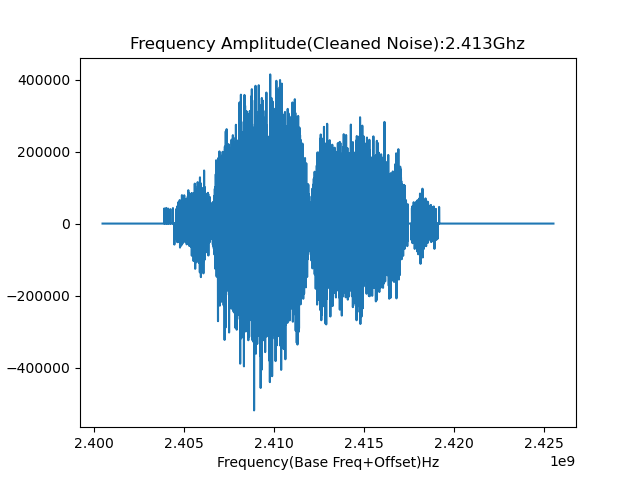 Frequency Amplitude(Cleaned Noise):2.413Ghz
400000
200000
0
−200000
−400000
2.400 2.405 2.410 2.415 2.420 2.425
1e9
Frequency(Base Freq+Offset)Hz